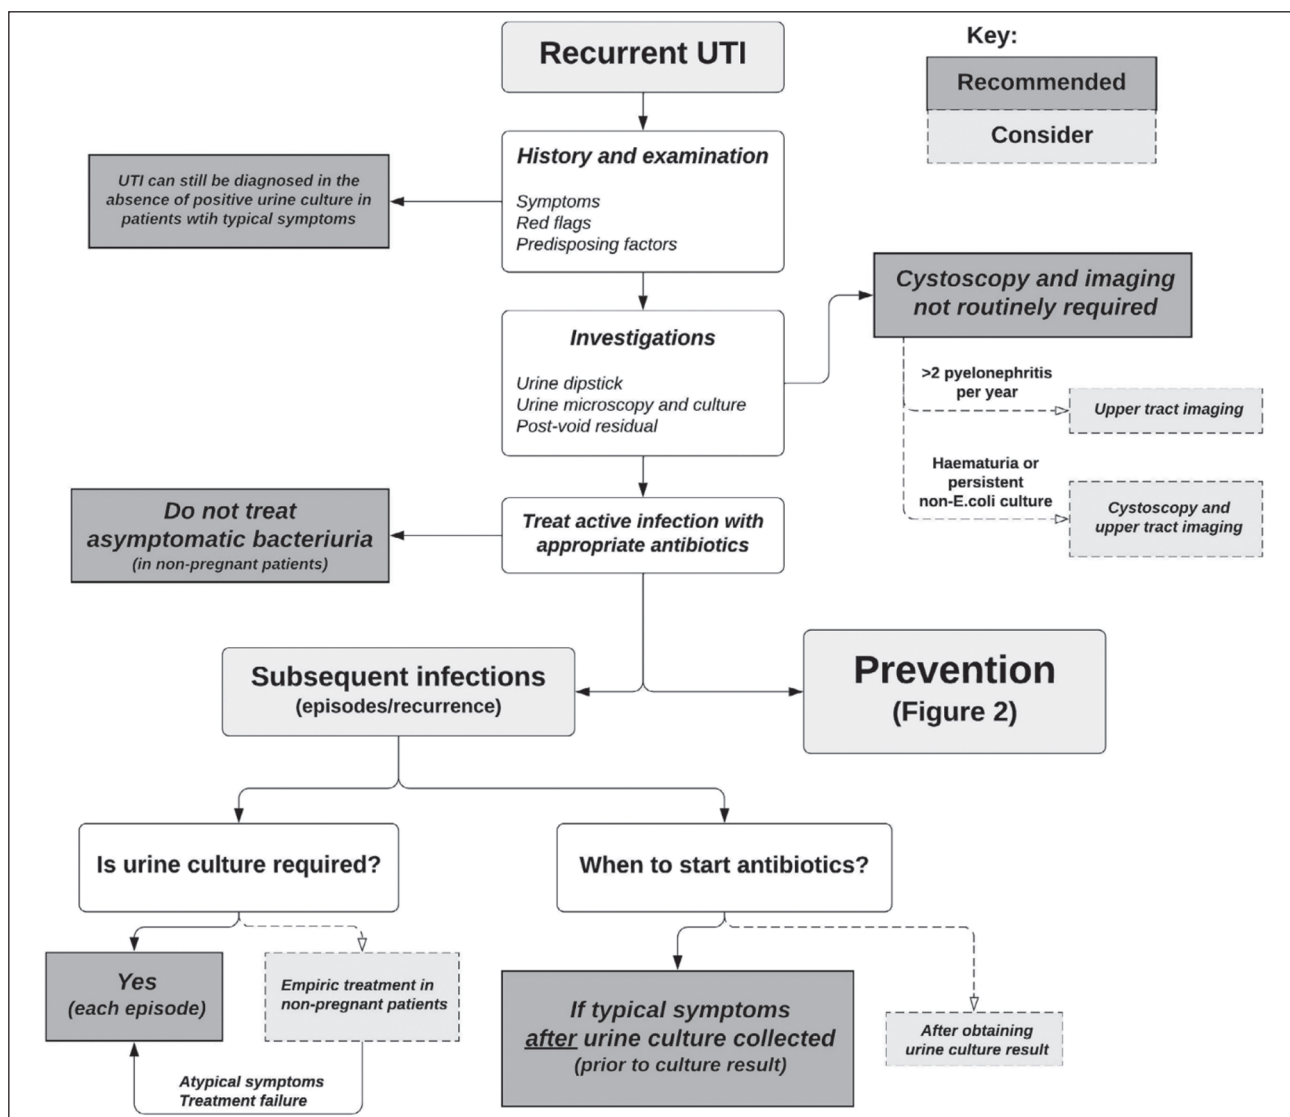 Recurrent UTI
Key:
Recommended
Consider
History and examination
Symptoms
Red flags
Predisposing factors
UTI can still be diagnosed in the
absence of positive urine culture in
patients wtih typical symptoms
Investigations
Urine dipstick
Urine microscopy and culture
Post-void residual
Cystoscopy and imaging
not routinely required
>2 pyelonephritis
per year
Upper tract imaging
Haematuria or
persistent
non-E.coli culture
Cystoscopy and
upper tract imaging
Treat active infection with
appropriate antibiotics
Do not treat
asymptomatic bacteriuria
(in non-pregnant patients)
Subsequent infections
(episodes/recurrence)
Prevention
(Figure 2)
Is urine culture required?
When to start antibiotics?
Yes
(each episode)
Empiric treatment in
non-pregnant patients
Atypical symptoms
Treatment failure
If typical symptoms
after urine culture collected
(prior to culture result)
After obtaining
urine culture result